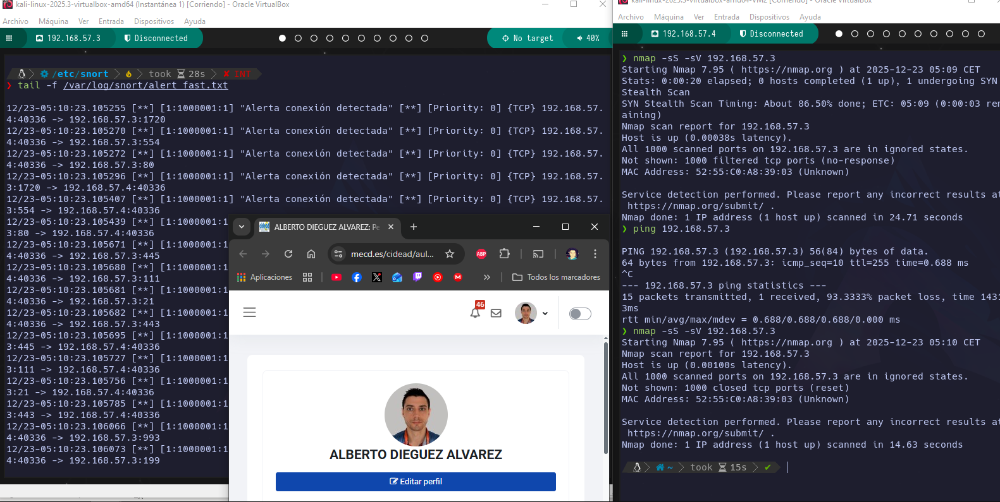 kali-linux-2025.3-virtualbox-amd64 (Instantánea 1) [Corriendo] - Oracle VirtualBox
Archivo Máquina Ver Entrada Dispositivos Ayuda
192.168.57.3 Disconnected No target 40%
/etc/snort took 28s INT
❯ tail -f /var/log/snort/alert_fast.txt
12/23-05:10:23.105255 [**] [1:1000001:1] "Alerta conexión detectada" [**] [Priority: 0] {TCP} 192.168.57.
4:40336 -> 192.168.57.3:1720
12/23-05:10:23.105270 [**] [1:1000001:1] "Alerta conexión detectada" [**] [Priority: 0] {TCP} 192.168.57.
4:40336 -> 192.168.57.3:554
12/23-05:10:23.105272 [**] [1:1000001:1] "Alerta conexión detectada" [**] [Priority: 0] {TCP} 192.168.57.
4:40336 -> 192.168.57.3:80
12/23-05:10:23.105296 [**] [1:1000001:1] "Alerta conexión detectada" [**] [Priority: 0] {TCP} 192.168.57.
3:1720 -> 192.168.57.4:40336
12/23-05:10:23.105407 [**] [1:1000001:1] "Alerta conexión detectada" [**] [Priority: 0] {TCP} 192.168.57.
3:554 -> 192.168.57.4:40336
12/23-05:10:23.105439 [**] [1:1000001:1
3:80 -> 192.168.57.4:40336
12/23-05:10:23.105671 [**] [1:1000001:1
4:40336 -> 192.168.57.3:445
12/23-05:10:23.105680 [**] [1:1000001:1
4:40336 -> 192.168.57.3:111
12/23-05:10:23.105681 [**] [1:1000001:1
4:40336 -> 192.168.57.3:21
12/23-05:10:23.105682 [**] [1:1000001:1
4:40336 -> 192.168.57.3:443
12/23-05:10:23.105695 [**] [1:1000001:1
3:445 -> 192.168.57.4:40336
12/23-05:10:23.105727 [**] [1:1000001:1
3:111 -> 192.168.57.4:40336
12/23-05:10:23.105756 [**] [1:1000001:1
3:21 -> 192.168.57.4:40336
12/23-05:10:23.105785 [**] [1:1000001:1
3:443 -> 192.168.57.4:40336
12/23-05:10:23.106066 [**] [1:1000001:1
4:40336 -> 192.168.57.3:993
12/23-05:10:23.106073 [**] [1:1000001:1
4:40336 -> 192.168.57.3:199
ALBERTO DIEGUEZ ALVAREZ: Pe
mecd.es/cidead/aul... ABP
Aplicaciones » Todos los marcadores
46
ALBERTO DIEGUEZ ALVAREZ
Editar perfil
kali-linux-2025.3-virtualbox-amd64-VM2 [Corriendo] - Oracle VirtualBox
Archivo Máquina Ver Entrada Dispositivos Ayuda
192.168.57.4 Disconnected
❯ nmap -sS -sV 192.168.57.3
Starting Nmap 7.95 ( https://nmap.org ) at 2025-12-23 05:09 CET
Stats: 0:00:20 elapsed; 0 hosts completed (1 up), 1 undergoing SYN
Stealth Scan
SYN Stealth Scan Timing: About 86.50% done; ETC: 05:09 (0:00:03 rem
aining)
Nmap scan report for 192.168.57.3
Host is up (0.00038s latency).
All 1000 scanned ports on 192.168.57.3 are in ignored states.
Not shown: 1000 filtered tcp ports (no-response)
MAC Address: 52:55:C0:A8:39:03 (Unknown)
Service detection performed. Please report any incorrect results at
https://nmap.org/submit/ .
Nmap done: 1 IP address (1 host up) scanned in 24.71 seconds
❯ ping 192.168.57.3
PING 192.168.57.3 (192.168.57.3) 56(84) bytes of data.
64 bytes from 192.168.57.3: icmp_seq=10 ttl=255 time=0.688 ms
^C
--- 192.168.57.3 ping statistics ---
15 packets transmitted, 1 received, 93.3333% packet loss, time 1431
3ms
rtt min/avg/max/mdev = 0.688/0.688/0.688/0.000 ms
❯ nmap -sS -sV 192.168.57.3
Starting Nmap 7.95 ( https://nmap.org ) at 2025-12-23 05:10 CET
Nmap scan report for 192.168.57.3
Host is up (0.00100s latency).
All 1000 scanned ports on 192.168.57.3 are in ignored states.
Not shown: 1000 closed tcp ports (reset)
MAC Address: 52:55:C0:A8:39:03 (Unknown)
Service detection performed. Please report any incorrect results at
https://nmap.org/submit/ .
Nmap done: 1 IP address (1 host up) scanned in 14.63 seconds
~ took 15s